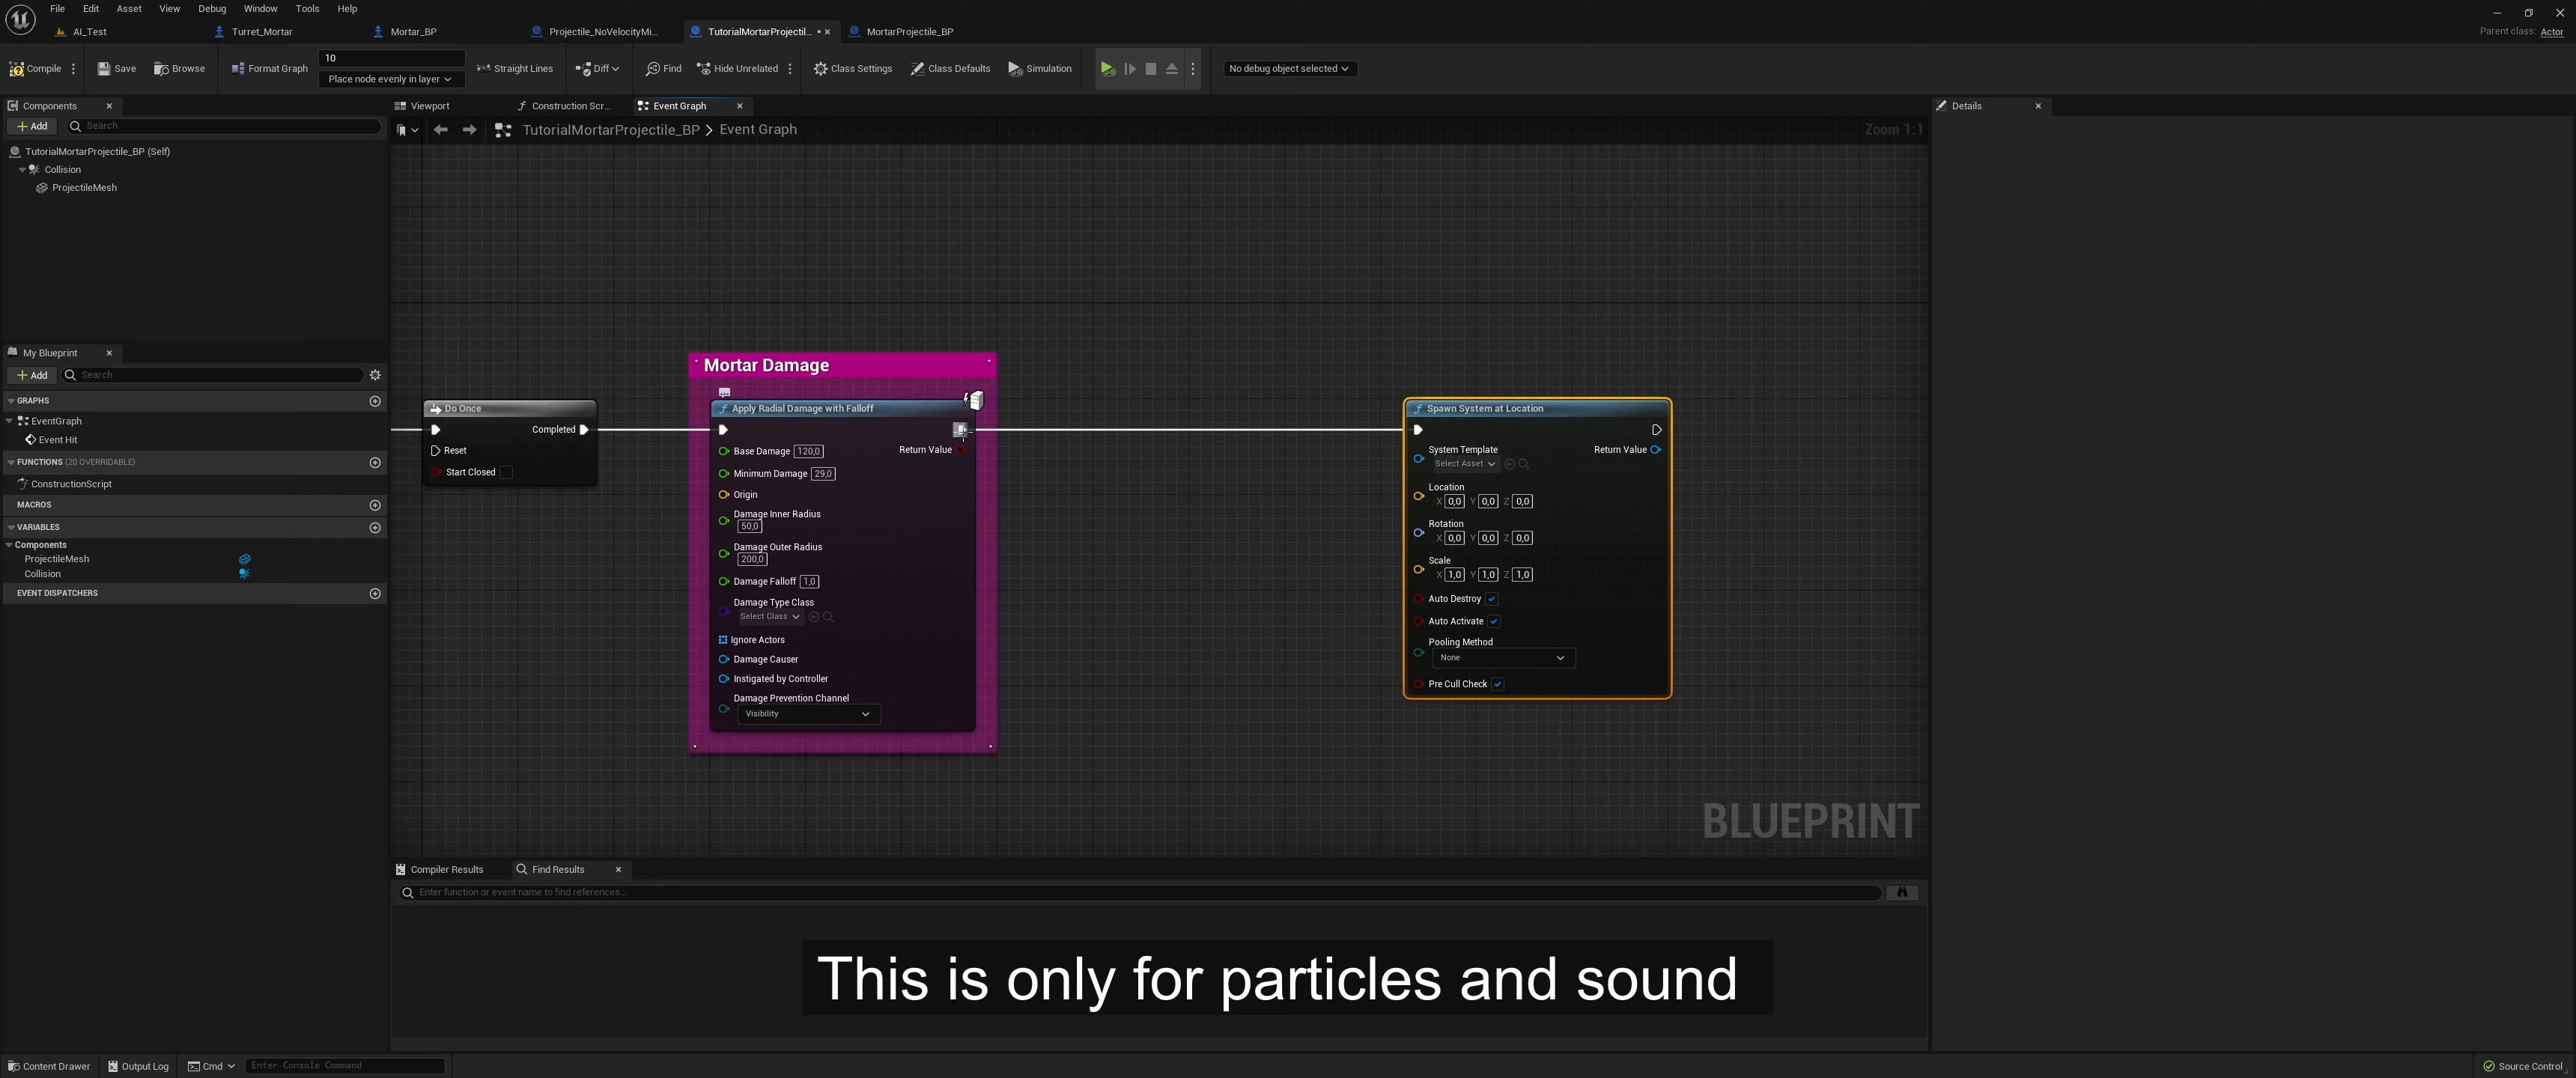 File Edit Asset View Debug Window Tools Help
AI_Test Turret_Mortar Mortar_BP Projectile_NoVelocityMi... TutorialMortarProjectil... MortarProjectile_BP
Parent class: Actor
Compile Save Browse Format Graph 10 Straight Lines Diff Find Hide Unrelated Class Settings Class Defaults Simulation No debug object selected
Place node evenly in layer
Components
Add Search
TutorialMortarProjectile_BP (Self)
Collision
ProjectileMesh
My Blueprint
Add Search
GRAPHS
EventGraph
Event Hit
FUNCTIONS (20 OVERRIDABLE)
ConstructionScript
MACROS
VARIABLES
Components
ProjectileMesh
Collision
EVENT DISPATCHERS
Viewport Construction Scr... Event Graph
TutorialMortarProjectile_BP > Event Graph
Zoom 1:1
Do Once
Completed
Reset
Start Closed
Mortar Damage
Apply Radial Damage with Falloff
Base Damage 120,0 Return Value
Minimum Damage 29,0
Origin
Damage Inner Radius
50,0
Damage Outer Radius
200,0
Damage Falloff 1,0
Damage Type Class
Select Class
Ignore Actors
Damage Causer
Instigated by Controller
Damage Prevention Channel
Visibility
Spawn System at Location
System Template Return Value
Select Asset
Location
X 0,0 Y 0,0 Z 0,0
Rotation
X 0,0 Y 0,0 Z 0,0
Scale
X 1,0 Y 1,0 Z 1,0
Auto Destroy
Auto Activate
Pooling Method
None
Pre Cull Check
BLUEPRINT
Details
Compiler Results Find Results
Enter function or event name to find references...
This is only for particles and sound
Content Drawer Output Log Cmd Enter Console Command Source Control